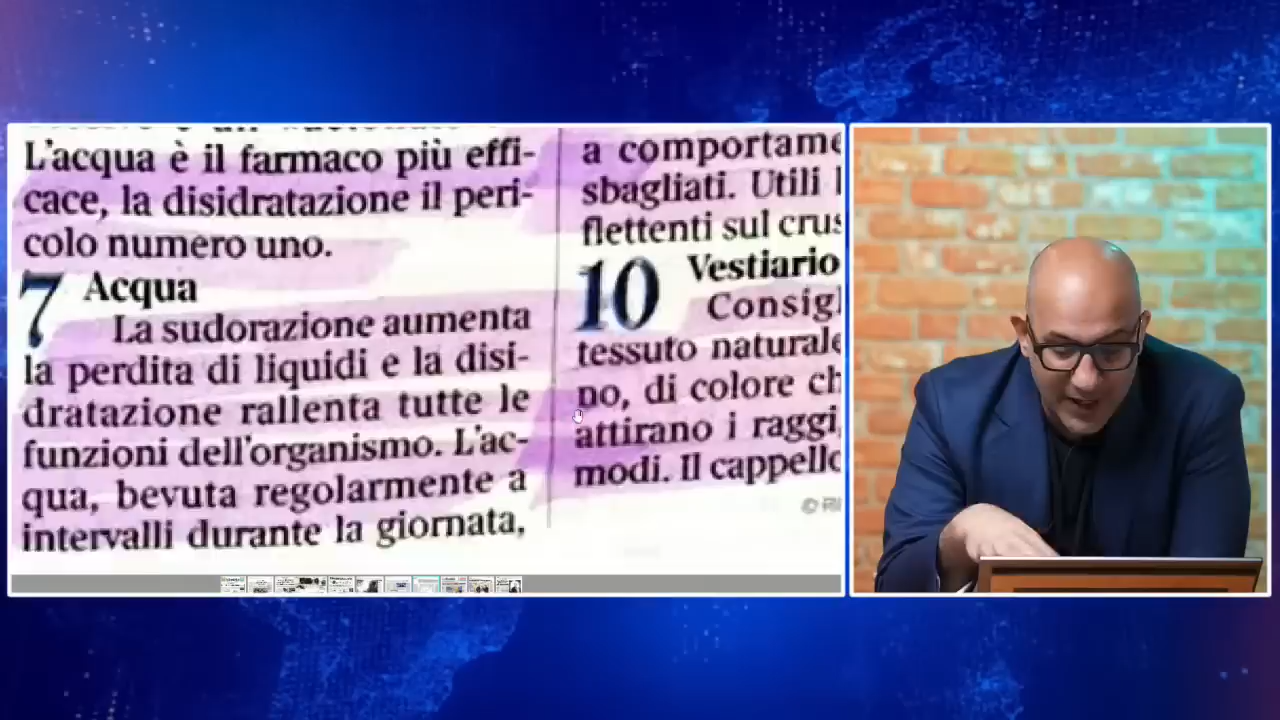 L'acqua è il farmaco più effi-
cace, la disidratazione il peri-
colo numero uno.
7 Acqua
La sudorazione aumenta
la perdita di liquidi e la disi-
dratazione rallenta tutte le
funzioni dell'organismo. L'ac-
qua, bevuta regolarmente a
intervalli durante la giornata,
a comportame
sbagliati. Utili
flettenti sul crus
10 Vestiario
Consigl
tessuto naturale
no, di colore ch
attirano i raggi,
modi. Il cappello